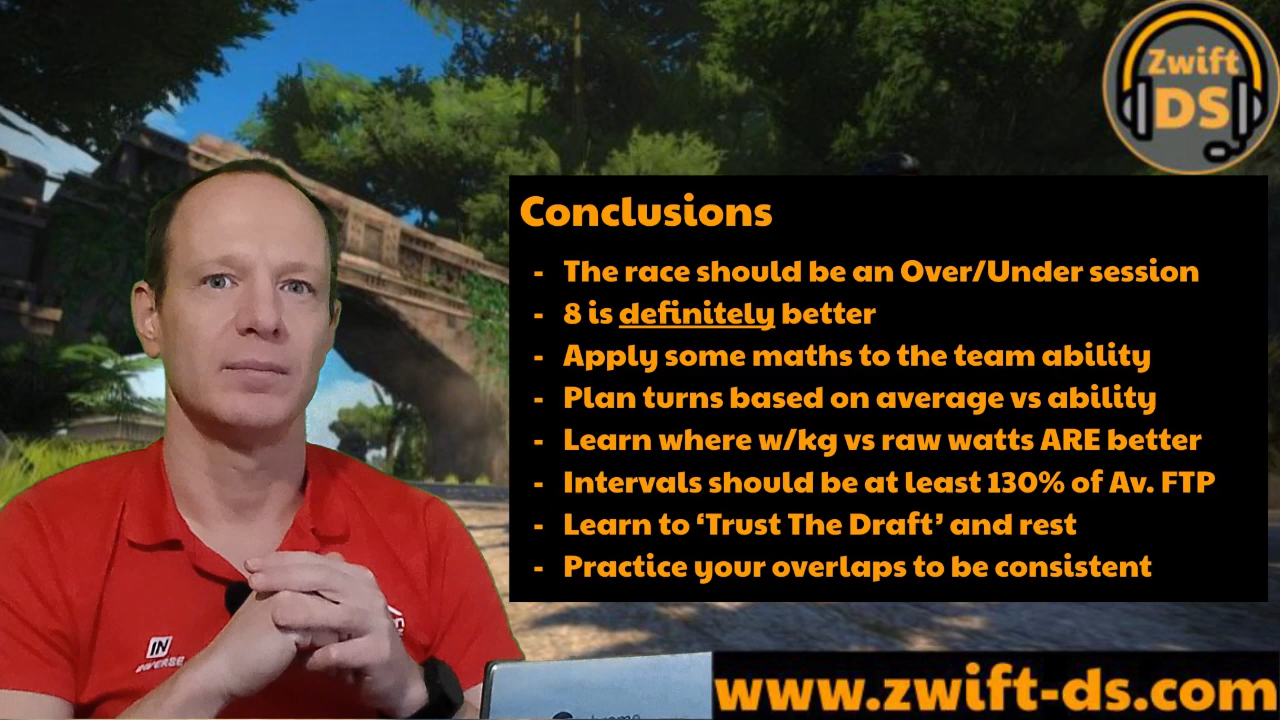 Zwift
DS
Conclusions
- The race should be an Over/Under session
- 8 is definitely better
- Apply some maths to the team ability
- Plan turns based on average vs ability
- Learn where w/kg vs raw watts ARE better
- Intervals should be at least 130% of Av. FTP
- Learn to ‘Trust The Draft’ and rest
- Practice your overlaps to be consistent
IN
INVERSE
www.zwift-ds.com